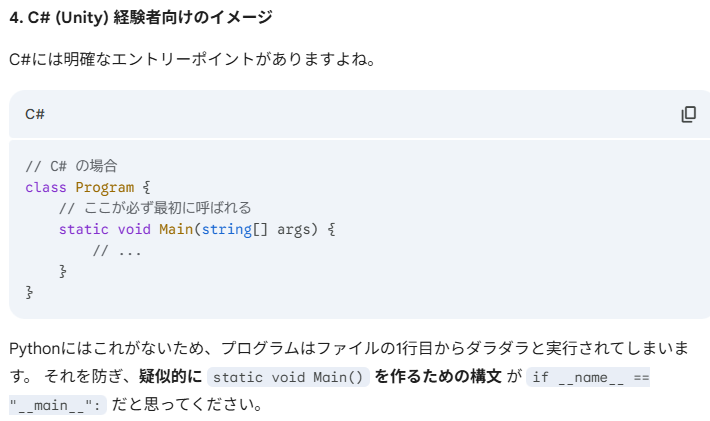 4. C# (Unity) 経験者向けのイメージ
C#には明確なエントリーポイントがありますよね。
C#
// C# の場合
class Program {
    // ここが必ず最初に呼ばれる
    static void Main(string[] args) {
        // ...
    }
}
Pythonにはこれがないため、プログラムはファイルの1行目からダラダラと実行されてしまいま
す。 それを防ぎ、疑似的に static void Main() を作るための構文 が if __name__ ==
"__main__": だと思ってください。